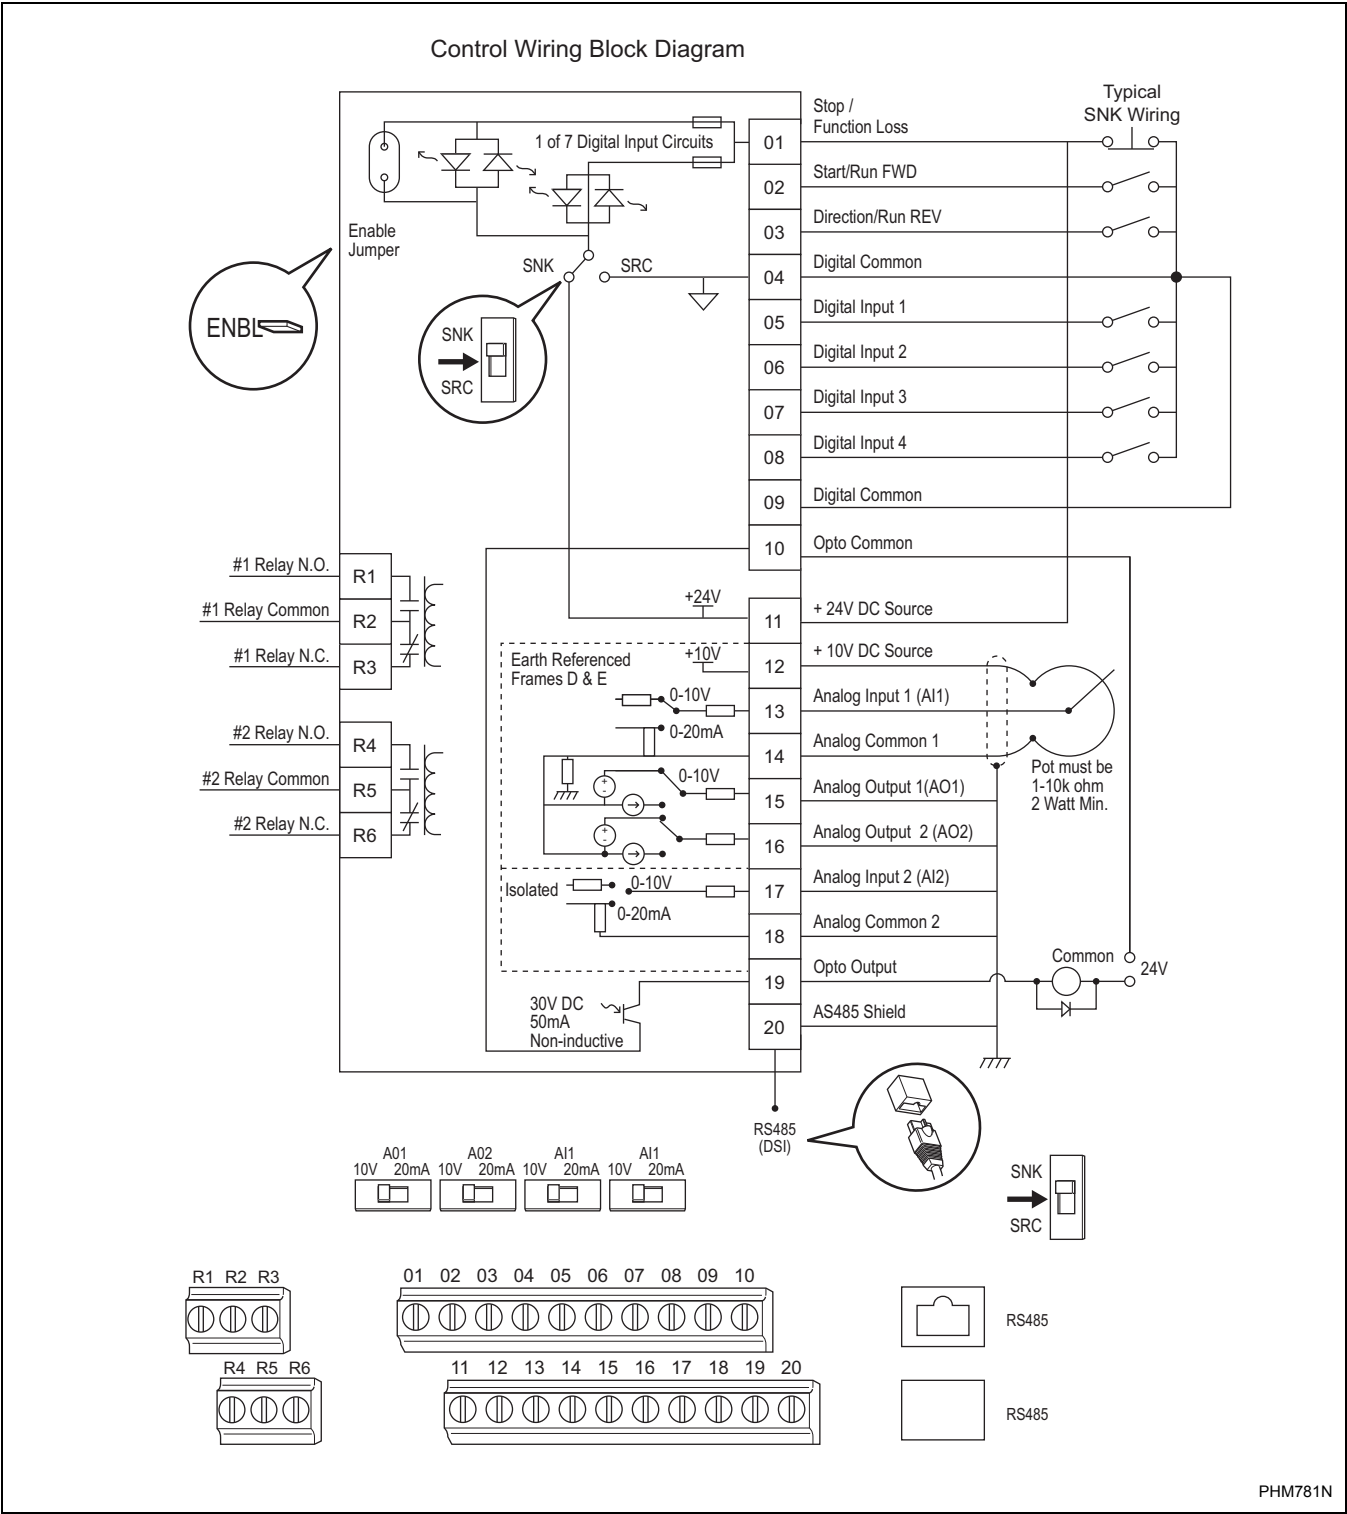 Control Wiring Block Diagram
Typical
SNK Wiring
Stop /
Function Loss
1 of 7 Digital Input Circuits
01
Start/Run FWD
02
Direction/Run REV
03
Enable
Jumper
SNK
SRC
Digital Common
04
ENBL
SNK
SRC
Digital Input 1
05
Digital Input 2
06
Digital Input 3
07
Digital Input 4
08
Digital Common
09
Opto Common
10
#1 Relay N.O.
R1
#1 Relay Common
R2
#1 Relay N.C.
R3
+24V
11
+ 24V DC Source
Earth Referenced
Frames D & E
+10V
12
+ 10V DC Source
0-10V
13
Analog Input 1 (AI1)
0-20mA
14
Analog Common 1
#2 Relay N.O.
R4
#2 Relay Common
R5
#2 Relay N.C.
R6
Pot must be
1-10k ohm
2 Watt Min.
+
-
0-10V
15
Analog Output 1(AO1)
+
-
16
Analog Output 2 (AO2)
Isolated
0-10V
17
Analog Input 2 (AI2)
0-20mA
18
Analog Common 2
Common
24V
19
Opto Output
30V DC
50mA
Non-inductive
20
AS485 Shield
RS485
(DSI)
A01
10V 20mA
A02
10V 20mA
AI1
10V 20mA
AI1
10V 20mA
SNK
SRC
R1 R2 R3
01 02 03 04 05 06 07 08 09 10
RS485
R4 R5 R6
11 12 13 14 15 16 17 18 19 20
RS485
PHM781N